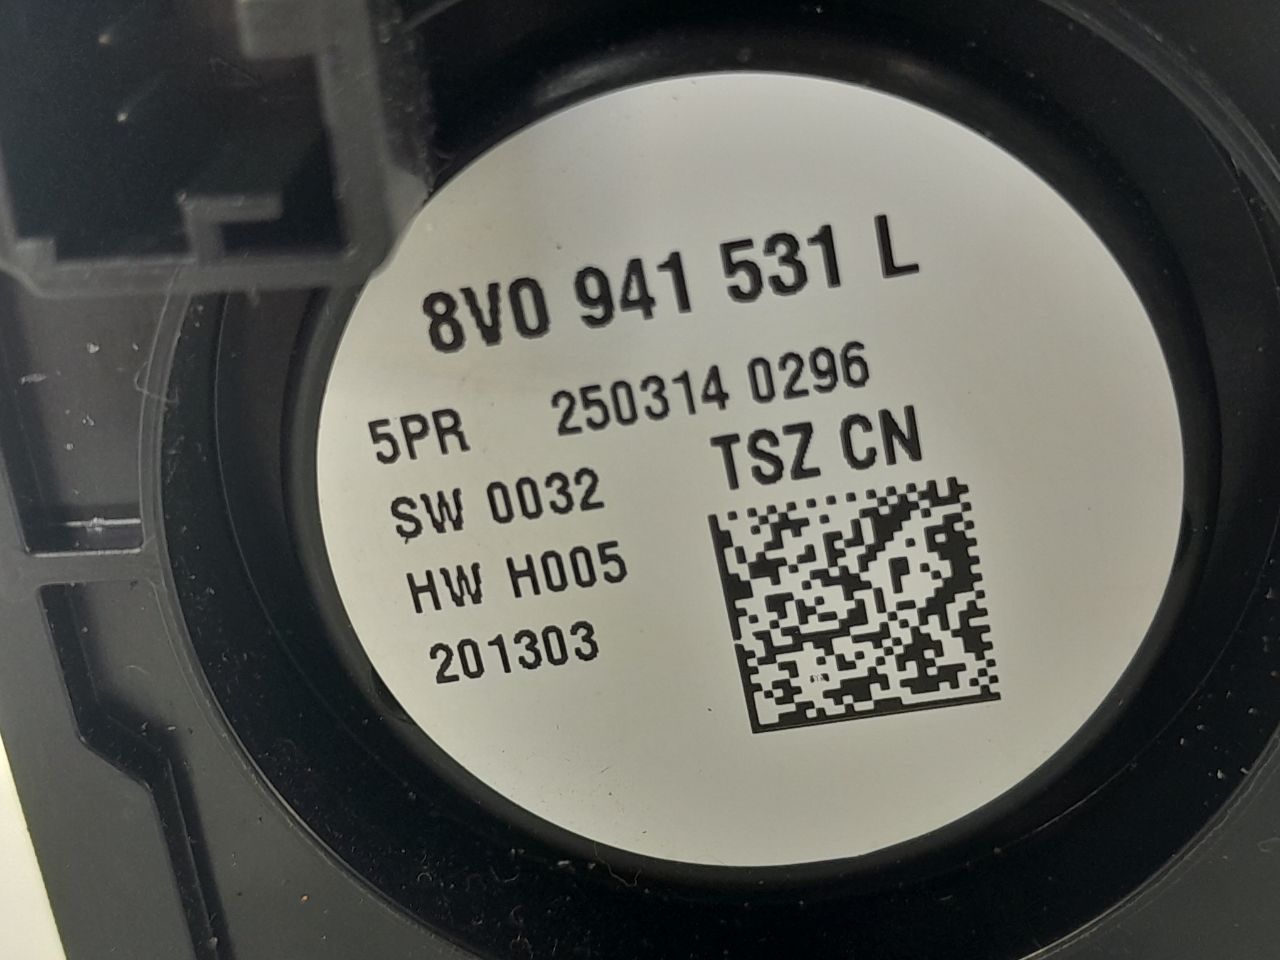 8V0 941 531 L
5PR 250314 0296
TSZ CN
SW 0032
HW H005
201303